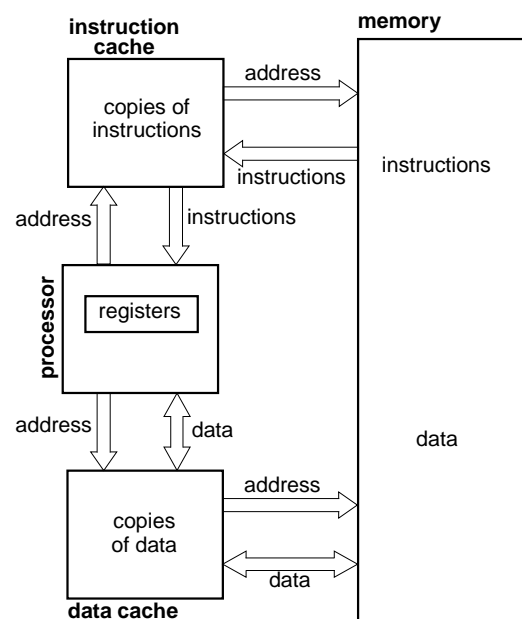 instruction
cache
memory
address
copies of
instructions
instructions
instructions
address
instructions
processor
registers
address
data
data
address
copies
of data
data
data cache